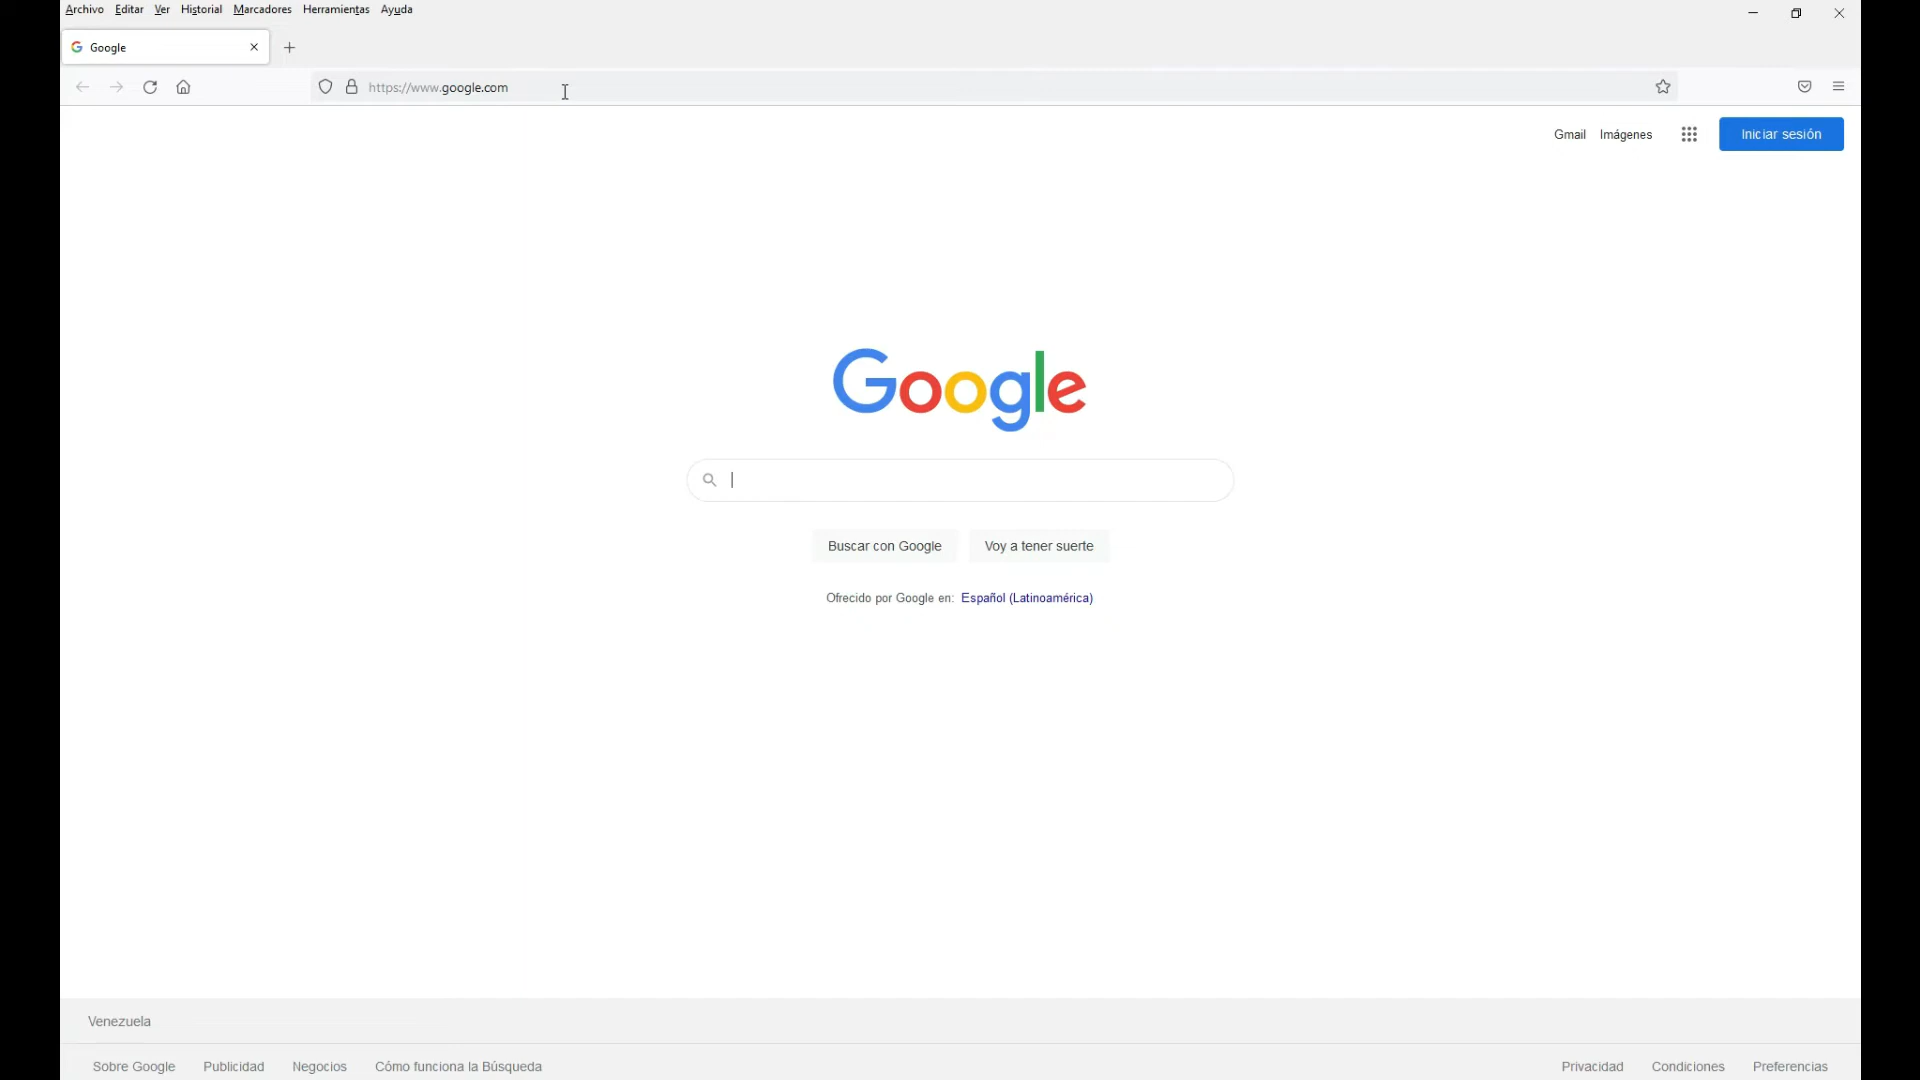 Archivo Editar Ver Historial Marcadores Herramientas Ayuda
Google
https://www.google.com
Gmail Imágenes Iniciar sesión
Google
Buscar con Google Voy a tener suerte
Ofrecido por Google en: Español (Latinoamérica)
Venezuela
Sobre Google Publicidad Negocios Cómo funciona la Búsqueda Privacidad Condiciones Preferencias